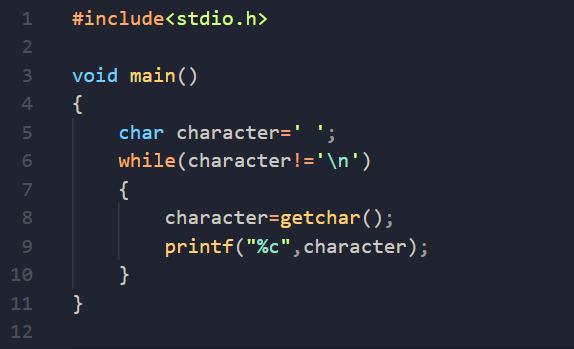 1 #include<stdio.h>
2
3 void main()
4 {
5     char character=' ';
6     while(character!='\n')
7     {
8         character=getchar();
9         printf("%c",character);
10     }
11 }
12